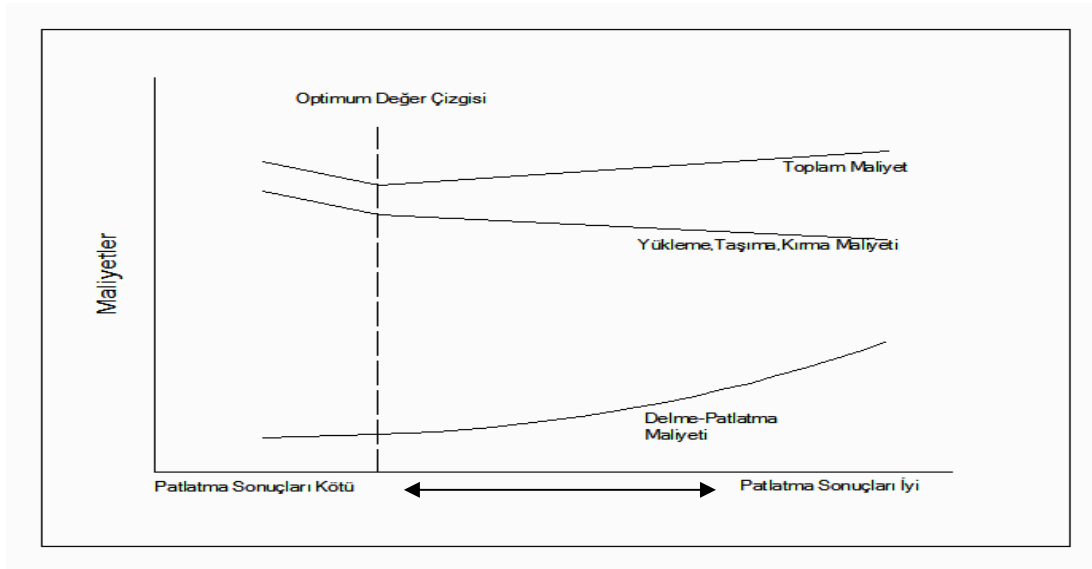 Optimum Değer Çizgisi
Toplam Maliyet
Yükleme,Taşıma,Kırma Maliyeti
Maliyetler
Delme-Patlatma
Maliyeti
Patlatma Sonuçları Kötü
Patlatma Sonuçları İyi